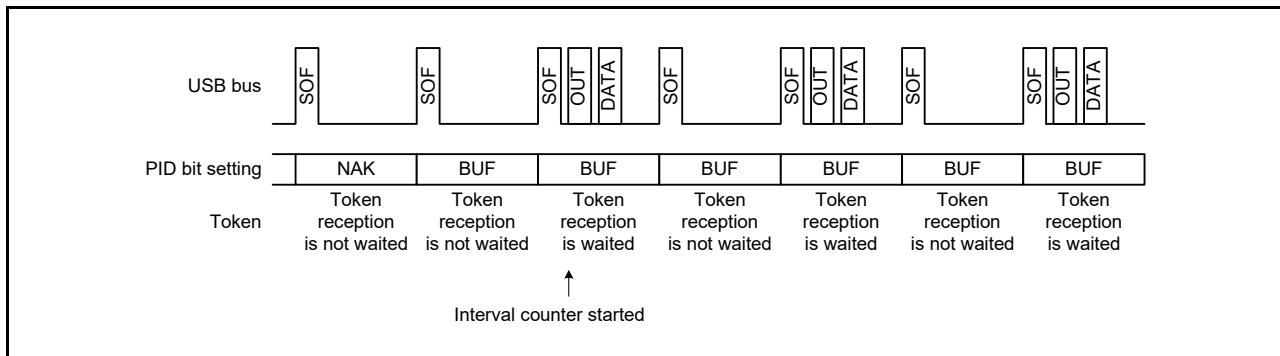 USB bus
SOF SOF SOF OUT DATA SOF SOF OUT DATA SOF SOF OUT DATA
PID bit setting NAK BUF BUF BUF BUF BUF BUF
Token Token Token Token Token Token Token
Token reception reception reception reception reception reception reception
is not waited is not waited is waited is not waited is waited is not waited is waited
Interval counter started